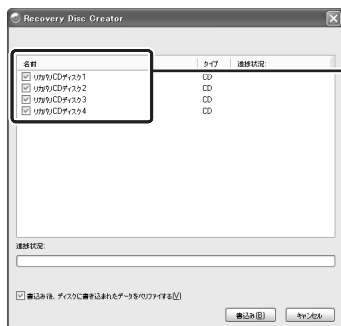 Recovery Disc Creator
名前 タイプ 進捗状況:
リカバリCDディスク1 CD
リカバリCDディスク2 CD
リカバリCDディスク3 CD
リカバリCDディスク4 CD
進捗状況:
書込み後、ディスクに書き込まれたデータをベリファイする(V)
書込み(B) キャンセル